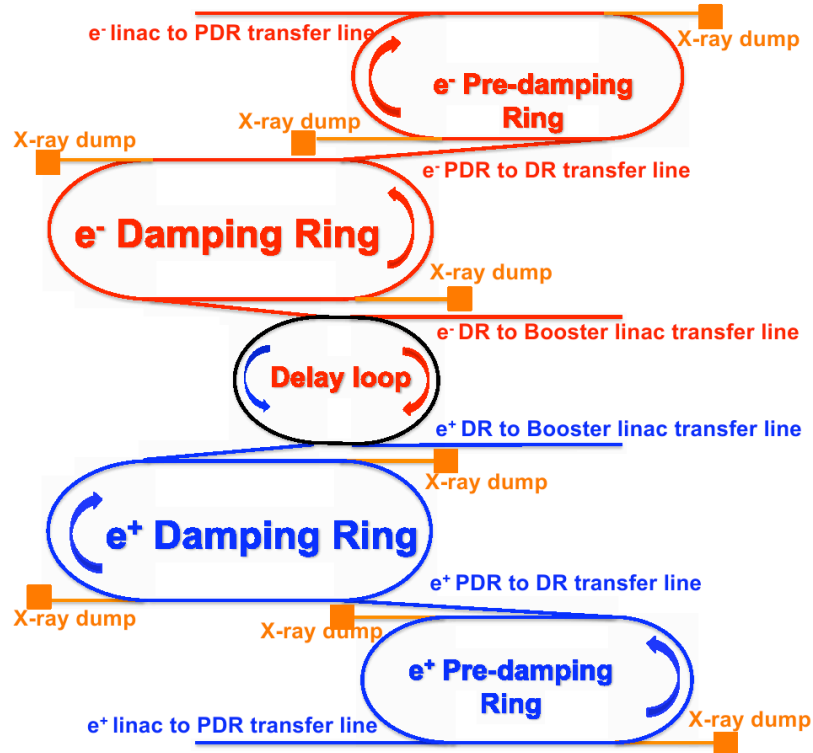 e- linac to PDR transfer line
X-ray dump
e- Pre-damping
Ring
X-ray dump
X-ray dump
e- PDR to DR transfer line
e- Damping Ring
X-ray dump
e- DR to Booster linac transfer line
Delay loop
e+ DR to Booster linac transfer line
X-ray dump
e+ Damping Ring
e+ PDR to DR transfer line
X-ray dump
X-ray dump
e+ Pre-damping
Ring
e+ linac to PDR transfer line
X-ray dump